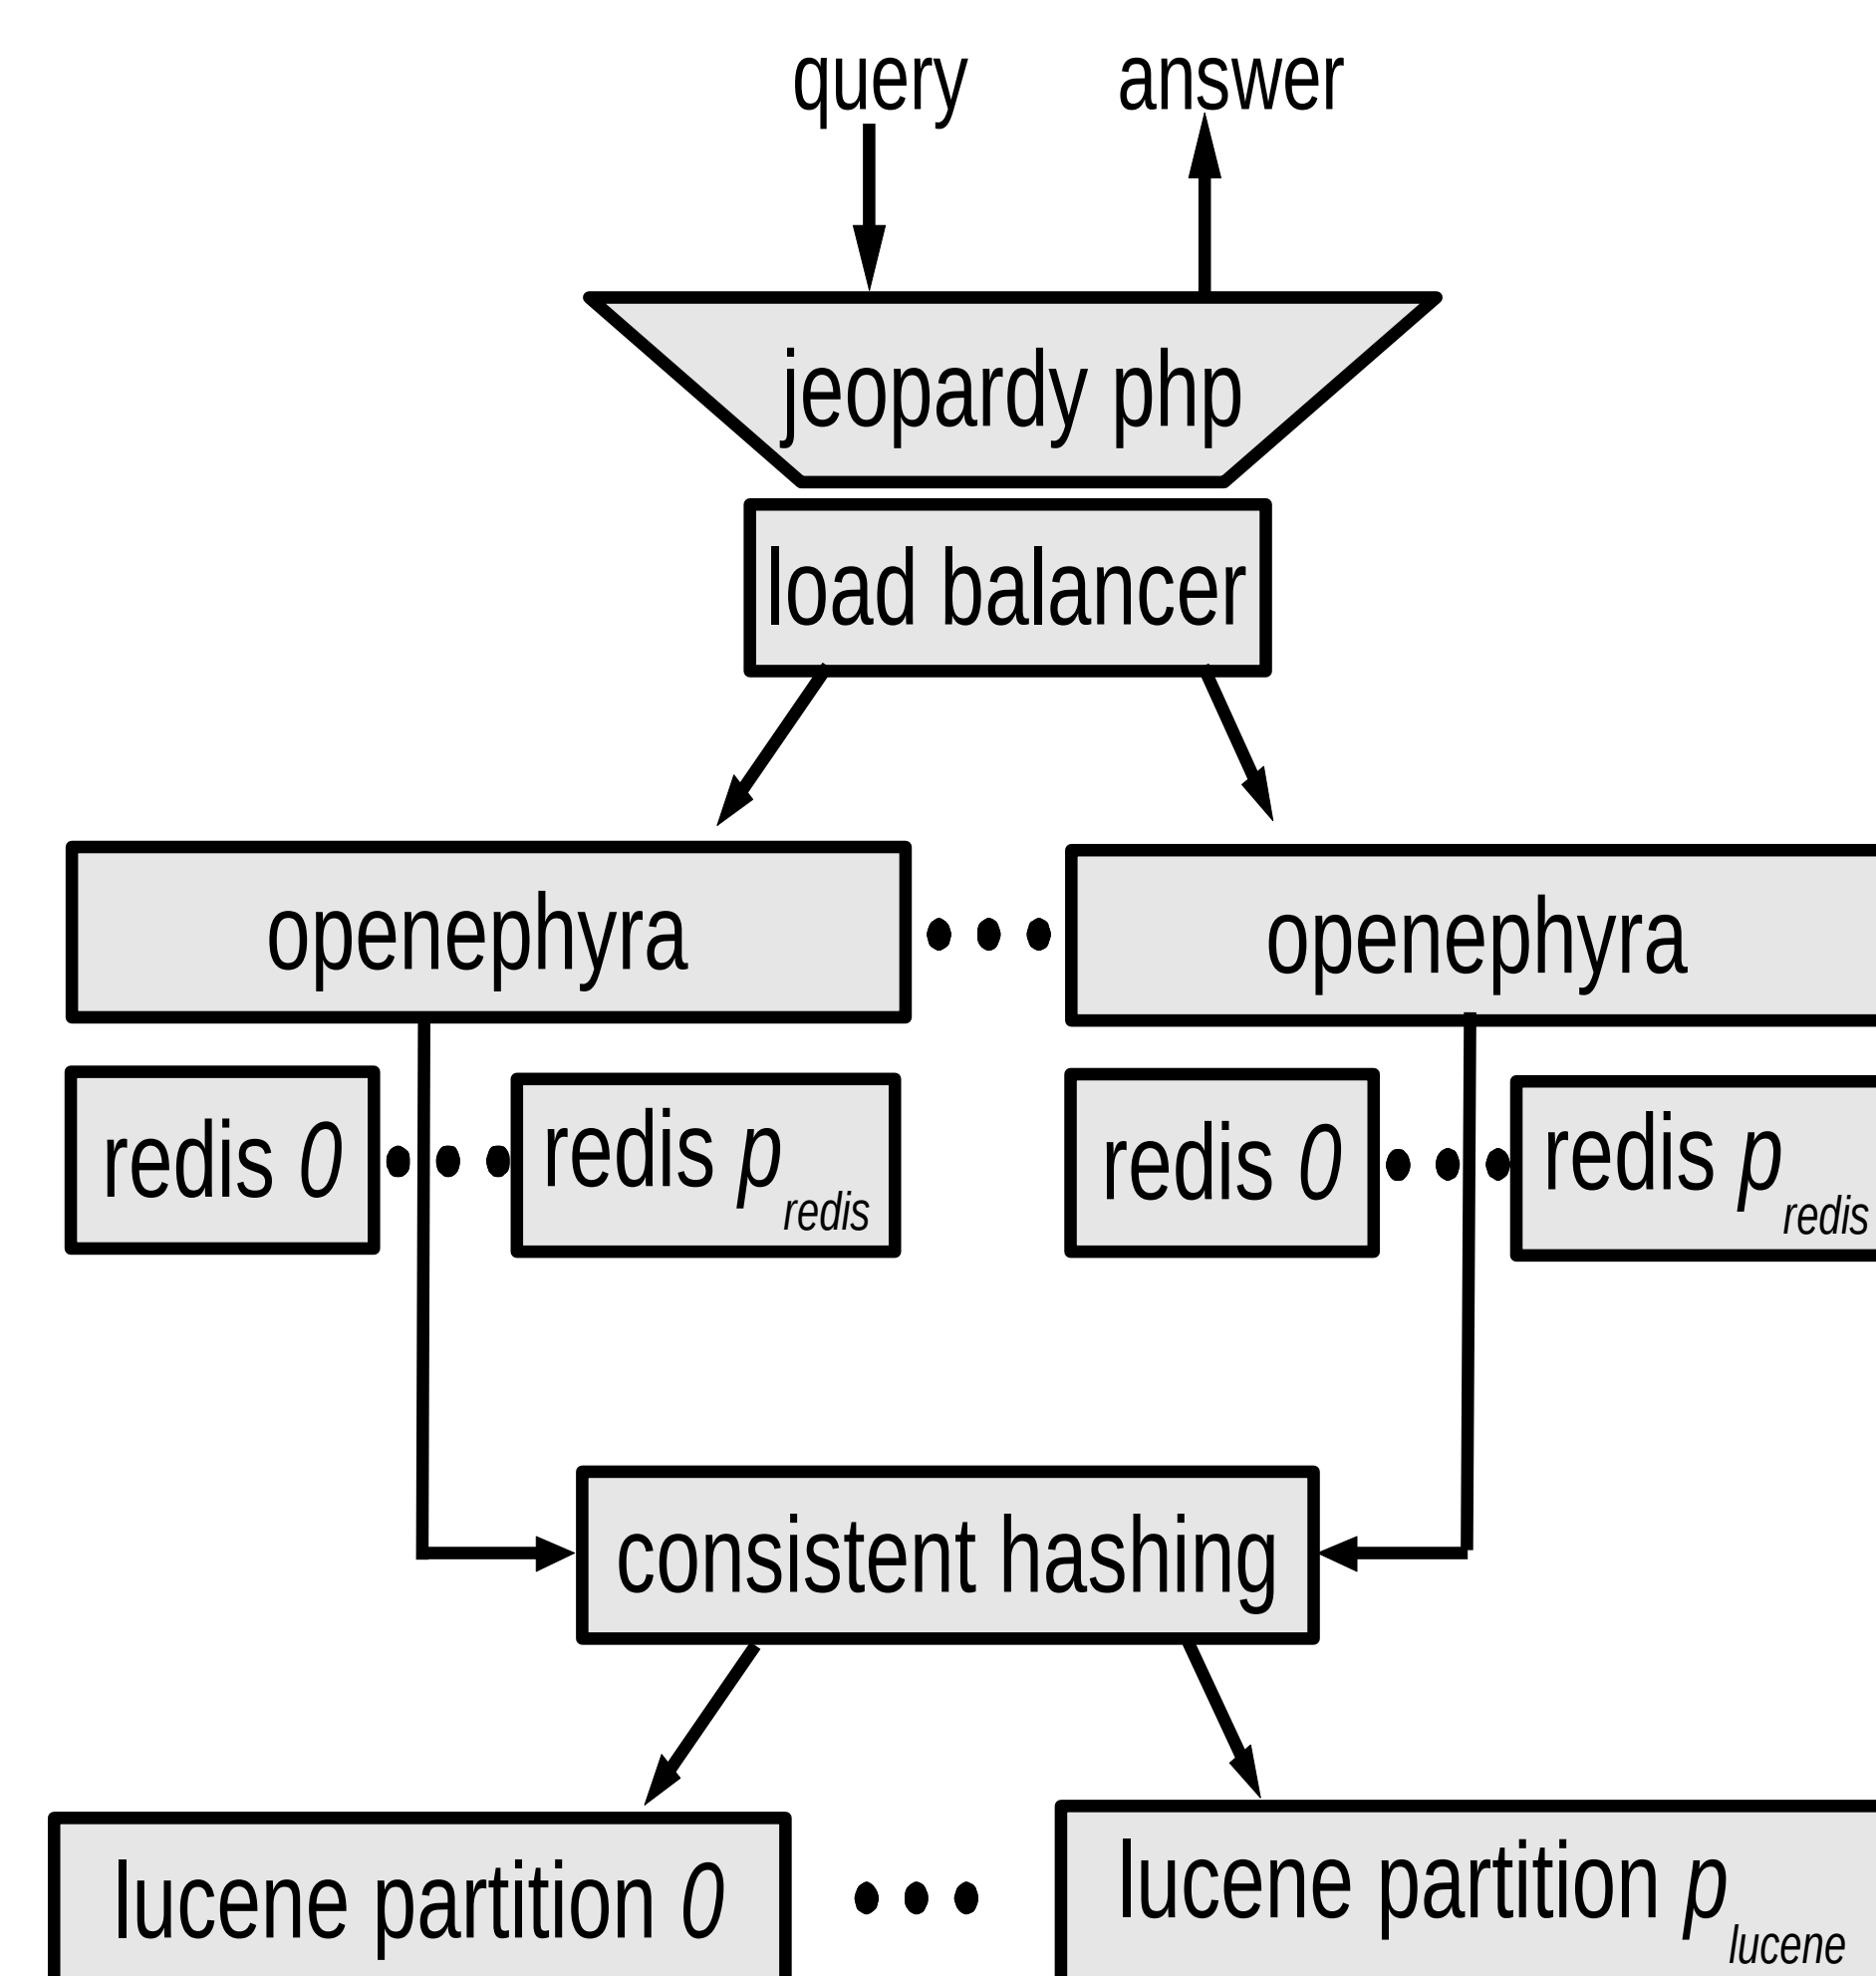 query answer
jeopardy php
load balancer
openephyra openephyra
redis 0 redis p redis redis 0 redis p redis
consistent hashing
lucene partition 0 lucene partition p lucene